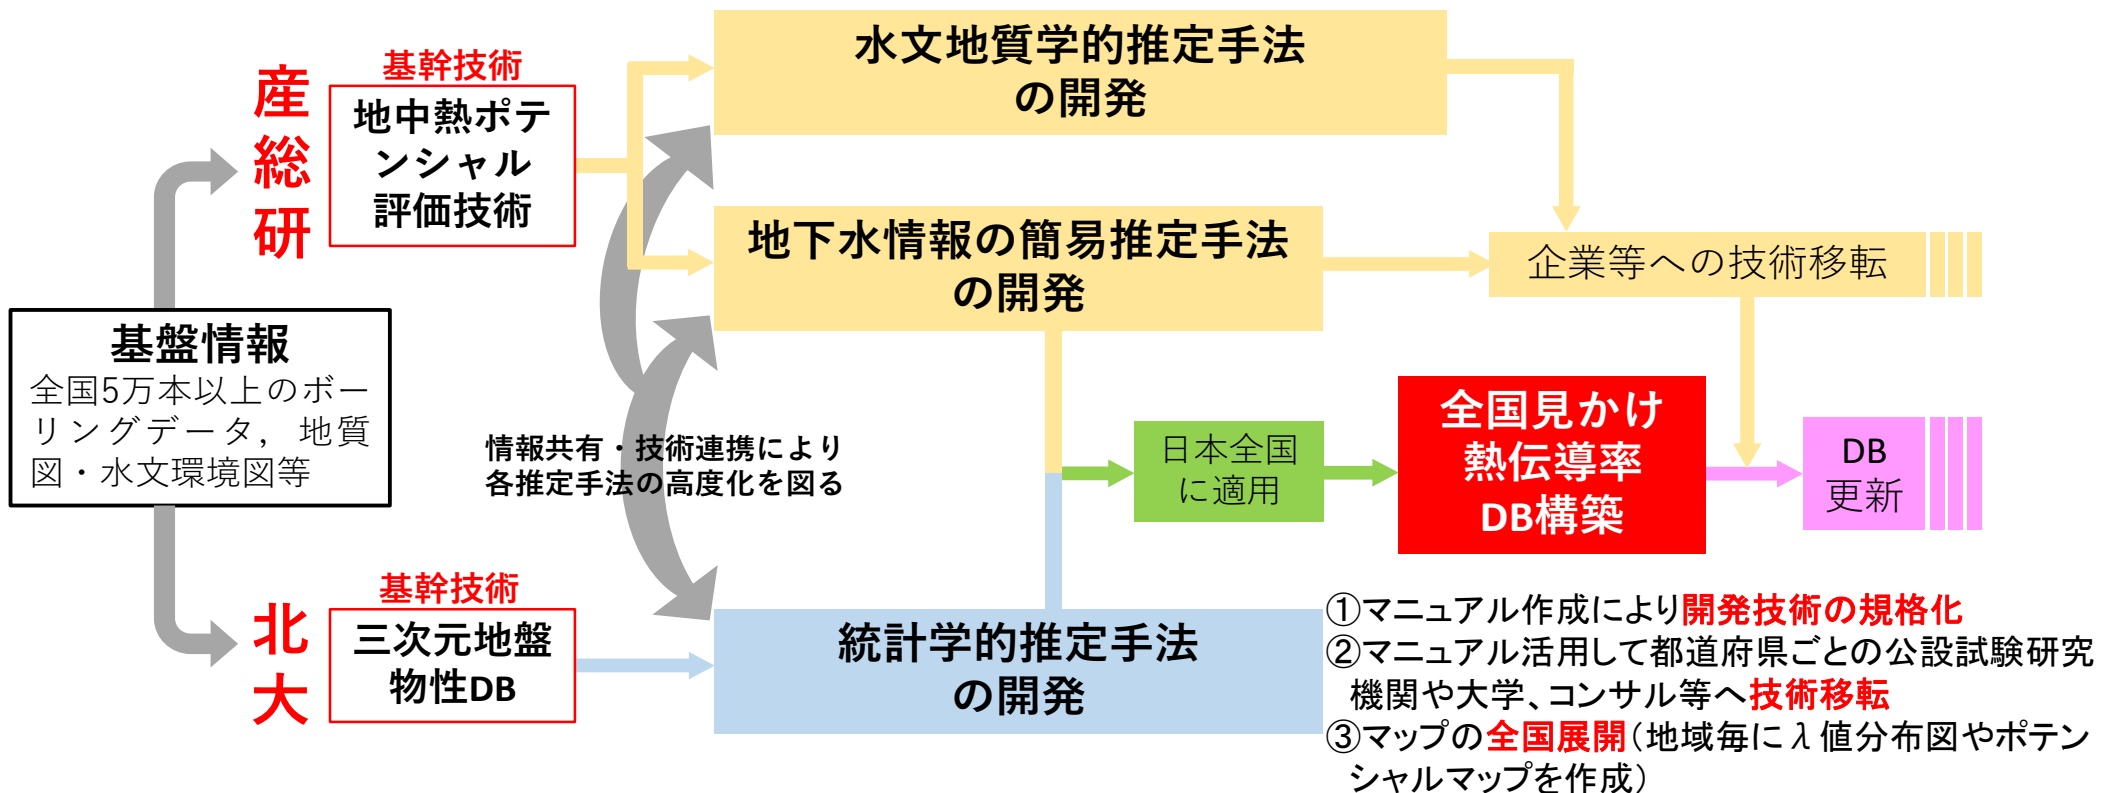 基幹技術
産総研
地中熱ポテ
ンシャル
評価技術
水文地質学的推定手法
の開発
地下水情報の簡易推定手法
の開発
企業等への技術移転
基盤情報
全国5万本以上のボー
リングデータ，地質
図・水文環境図等
情報共有・技術連携により
各推定手法の高度化を図る
日本全国
に適用
全国見かけ
熱伝導率
DB構築
DB
更新
基幹技術
北大
三次元地盤
物性DB
統計学的推定手法
の開発
①マニュアル作成により開発技術の規格化
②マニュアル活用して都道府県ごとの公設試験研究
機関や大学、コンサル等へ技術移転
③マップの全国展開（地域毎にλ値分布図やポテン
シャルマップを作成）